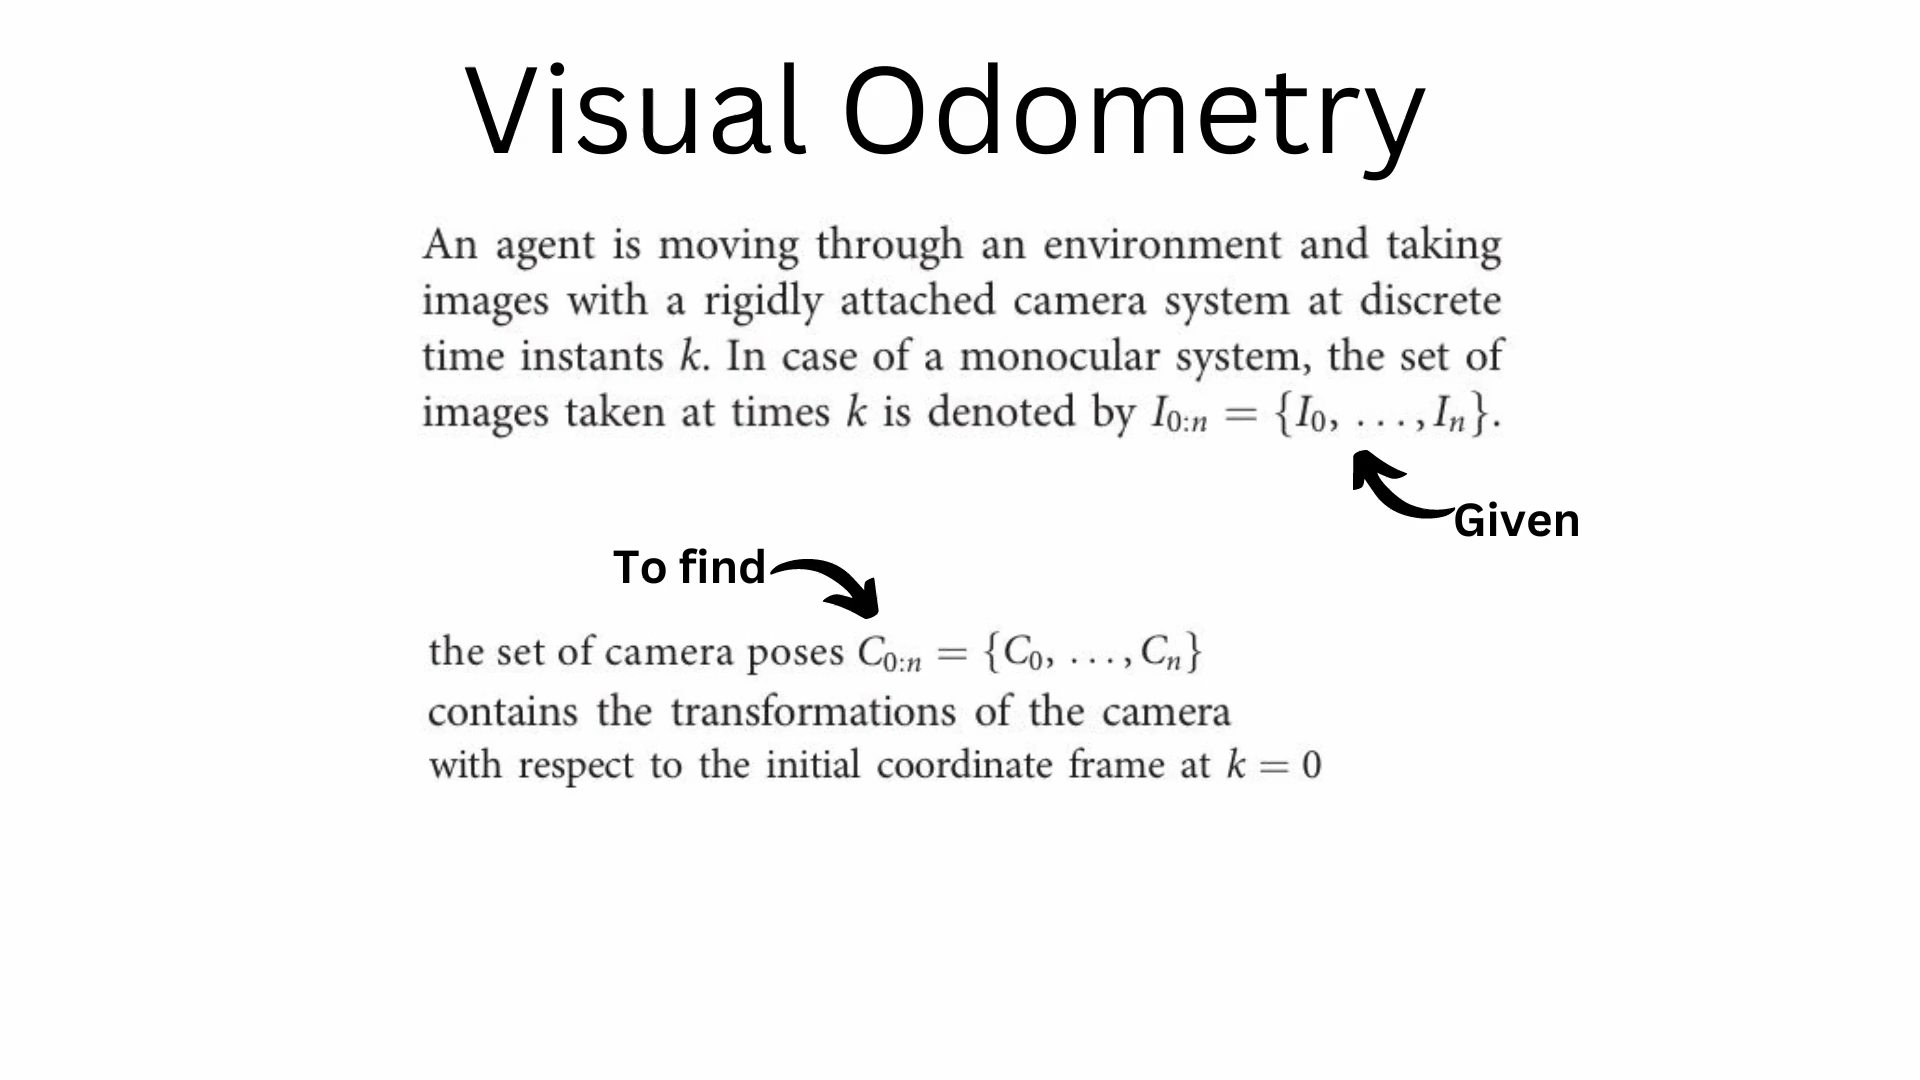 Visual Odometry
An agent is moving through an environment and taking
images with a rigidly attached camera system at discrete
time instants k. In case of a monocular system, the set of
images taken at times k is denoted by I0:n = {I0, ...,In}.
Given
To find
the set of camera poses C0:n = {C0, ...,Cn}
contains the transformations of the camera
with respect to the initial coordinate frame at k = 0